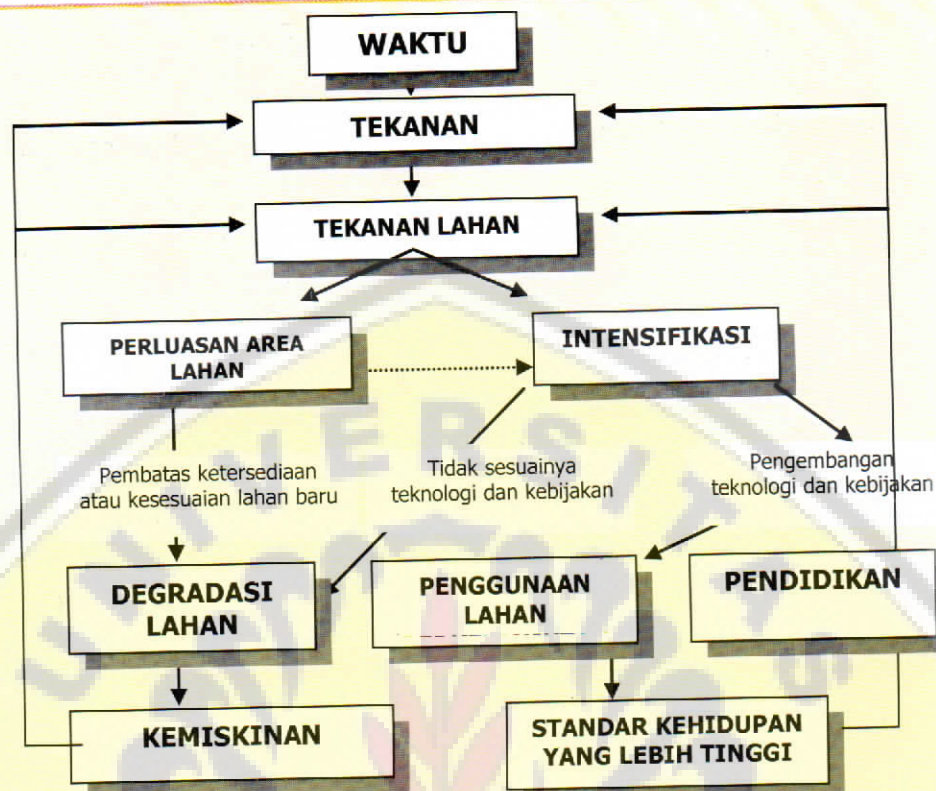 WAKTU
TEKANAN
TEKANAN LAHAN
PERLUASAN AREA
LAHAN
INTENSIFIKASI
Pembatas ketersediaan
atau kesesuaian lahan baru
Tidak sesuainya
teknologi dan kebijakan
Pengembangan
teknologi dan kebijakan
DEGRADASI
LAHAN
PENGGUNAAN
LAHAN
PENDIDIKAN
KEMISKINAN
STANDAR KEHIDUPAN
YANG LEBIH TINGGI
UNIVERSITAS